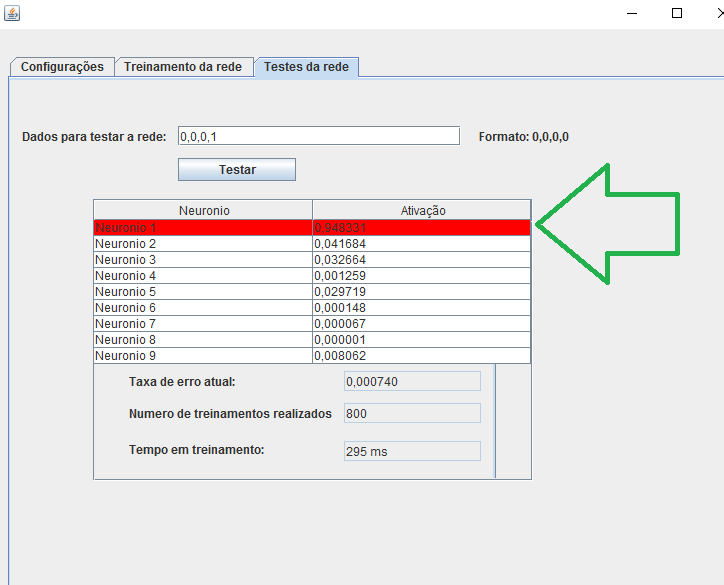 Configurações Treinamento da rede Testes da rede
Dados para testar a rede: 0,0,0,1 Formato: 0,0,0,0
Testar
Neuronio Ativação
Neuronio 1 0,948331
Neuronio 2 0,041684
Neuronio 3 0,032664
Neuronio 4 0,001259
Neuronio 5 0,029719
Neuronio 6 0,000148
Neuronio 7 0,000067
Neuronio 8 0,000001
Neuronio 9 0,008062
Taxa de erro atual: 0,000740
Numero de treinamentos realizados 800
Tempo em treinamento: 295 ms